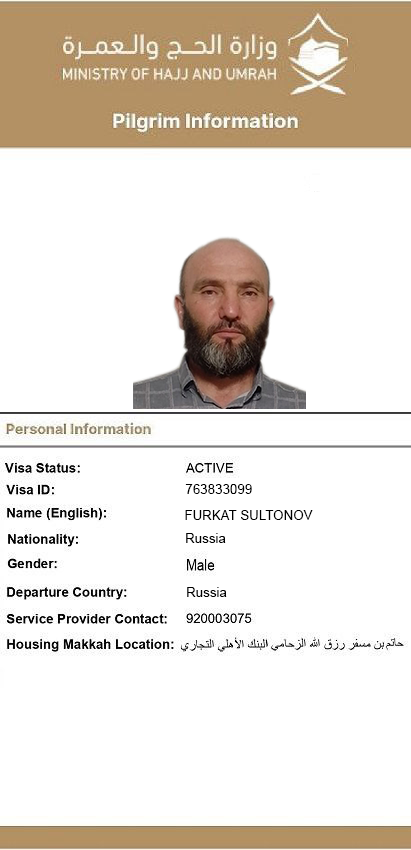 وزارة الحج والعمرة
MINISTRY OF HAJJ AND UMRAH
Pilgrim Information
Personal Information
Visa Status: ACTIVE
Visa ID: 763833099
Name (English): FURKAT SULTONOV
Nationality: Russia
Gender: Male
Departure Country: Russia
Service Provider Contact: 920003075
Housing Makkah Location: حاتم بن مسفر رزق الله الزحامي البنك الأهلي التجاري